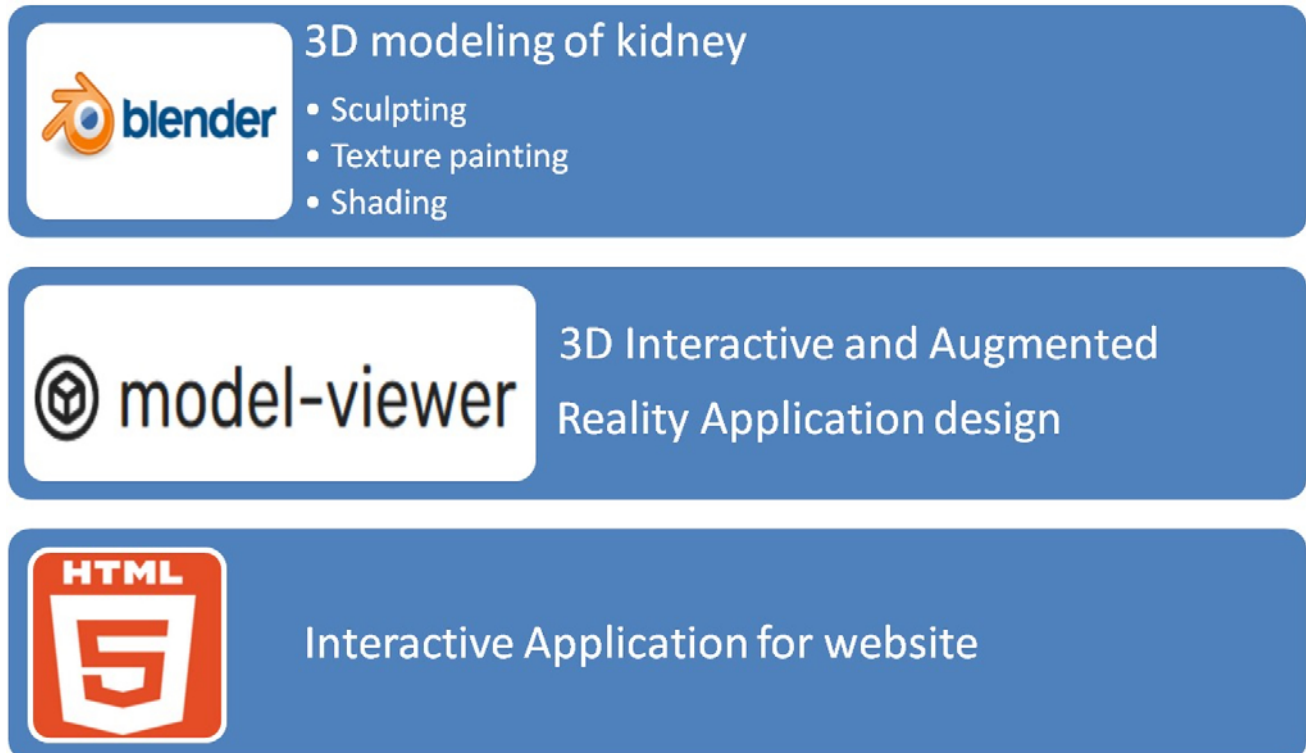 3D modeling of kidney
blender
• Sculpting
• Texture painting
• Shading
model-viewer
3D Interactive and Augmented
Reality Application design
HTML
5
Interactive Application for website